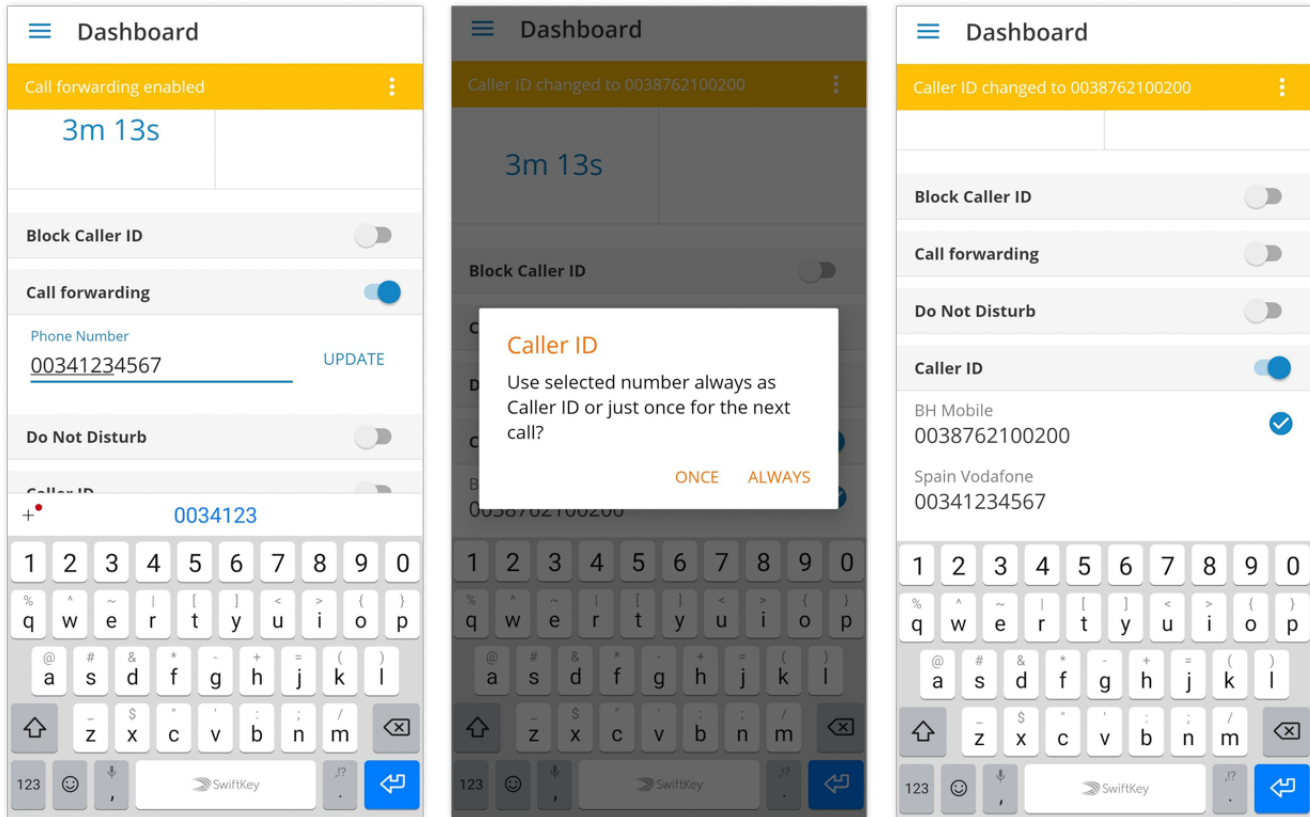 Dashboard
Call forwarding enabled
3m 13s
Block Caller ID
Call forwarding
Phone Number
00341234567
UPDATE
Do Not Disturb
Caller ID
+
0034123
1 2 3 4 5 6 7 8 9 0
% ^ ~ | [ ] < > { }
q w e r t y u i o p
@ # & * - + = ( )
a s d f g h j k l
_ $ " ' : ; /
z x c v b n m
123 , SwiftKey ,!? .
Dashboard
Caller ID changed to 0038762100200
3m 13s
Block Caller ID
Caller ID
Use selected number always as
Caller ID or just once for the next
call?
ONCE ALWAYS
0038762100200
1 2 3 4 5 6 7 8 9 0
% ^ ~ | [ ] < > { }
q w e r t y u i o p
@ # & * - + = ( )
a s d f g h j k l
_ $ " ' : ; /
z x c v b n m
123 , SwiftKey ,!? .
Dashboard
Caller ID changed to 0038762100200
Block Caller ID
Call forwarding
Do Not Disturb
Caller ID
BH Mobile
0038762100200
Spain Vodafone
00341234567
1 2 3 4 5 6 7 8 9 0
% ^ ~ | [ ] < > { }
q w e r t y u i o p
@ # & * - + = ( )
a s d f g h j k l
_ $ " ' : ; /
z x c v b n m
123 , SwiftKey ,!? .